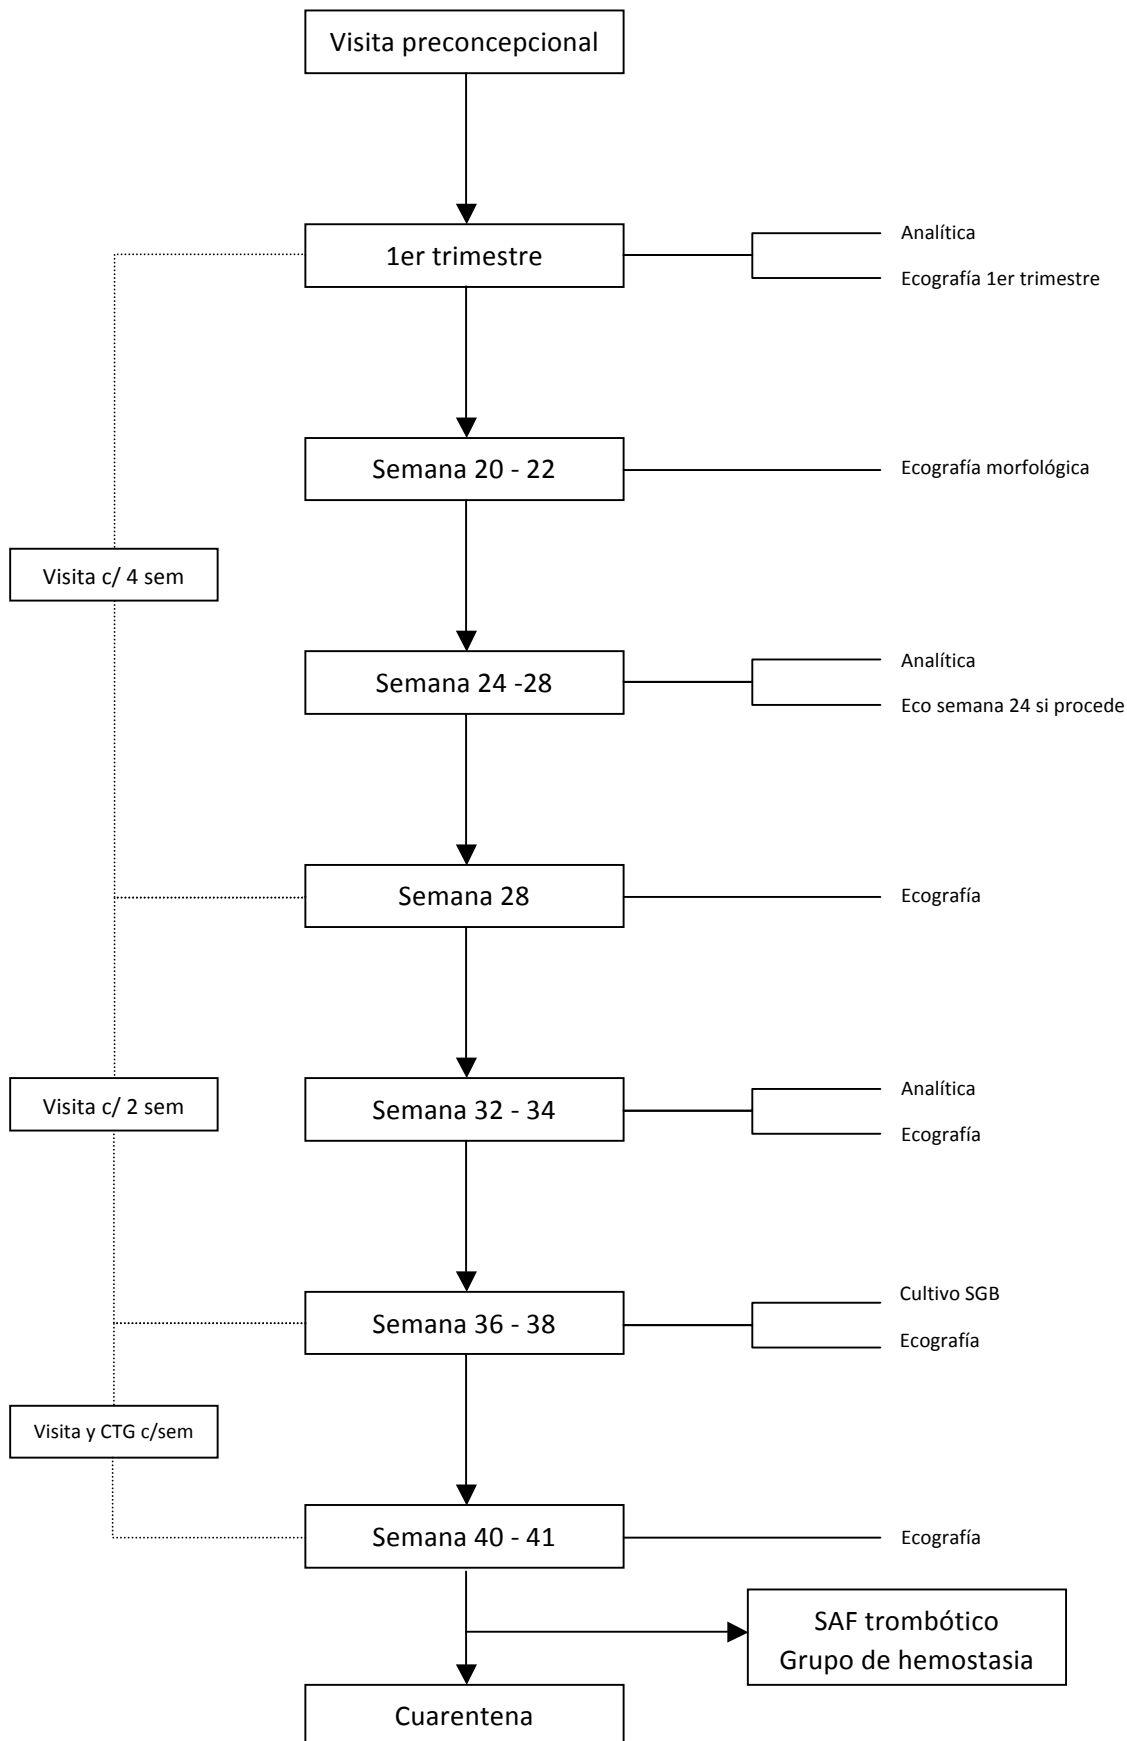 Visita preconcepcional
1er trimestre
Analítica
Ecografía 1er trimestre
Semana 20 - 22
Ecografía morfológica
Visita c/ 4 sem
Semana 24 -28
Analítica
Eco semana 24 si procede
Semana 28
Ecografía
Visita c/ 2 sem
Semana 32 - 34
Analítica
Ecografía
Semana 36 - 38
Cultivo SGB
Ecografía
Visita y CTG c/sem
Semana 40 - 41
Ecografía
SAF trombótico
Grupo de hemostasia
Cuarentena